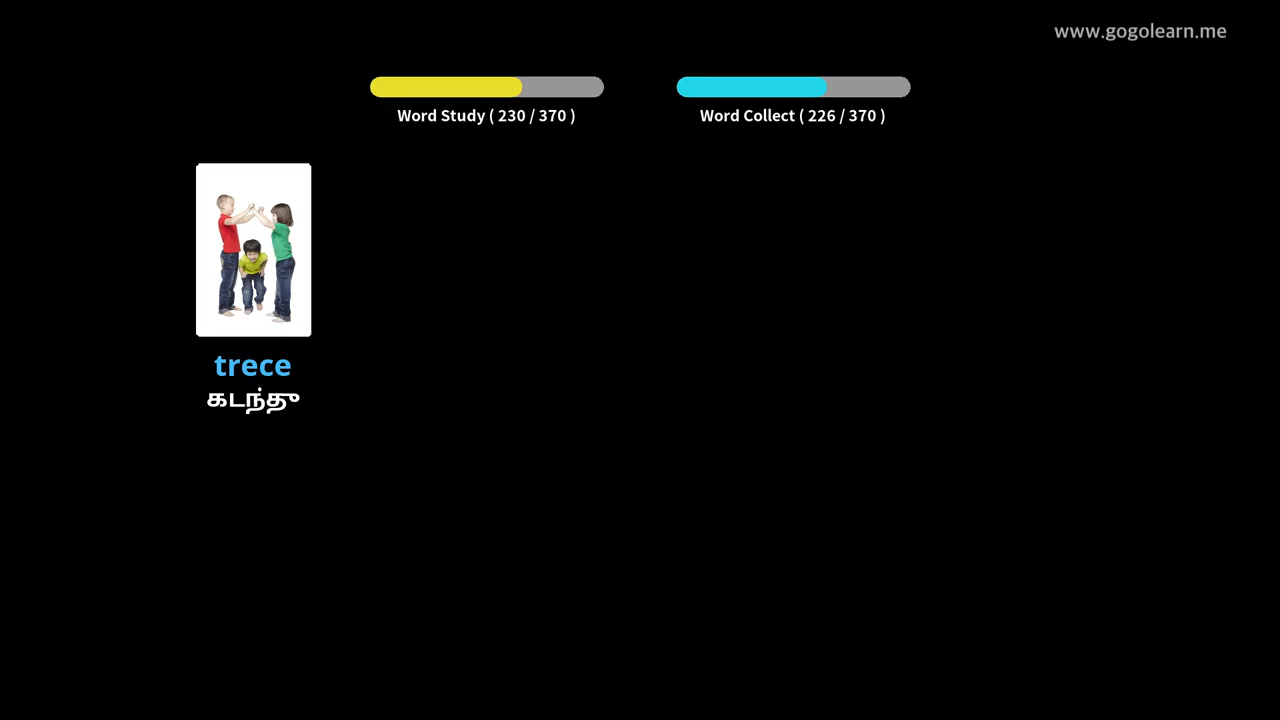 www.gogolearn.me
Word Study ( 230 / 370 )
Word Collect ( 226 / 370 )
trece
கடந்து